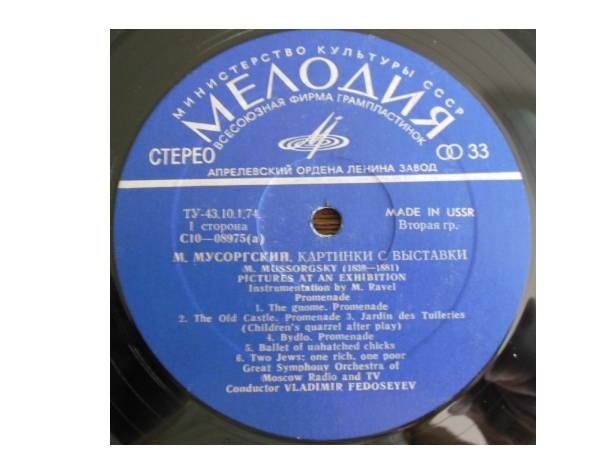 МИНИСТЕРСТВО КУЛЬТУРЫ СССР
МЕЛОДИЯ
ВСЕСОЮЗНАЯ ФИРМА ГРАМПЛАСТИНОК
СТЕРЕО
33
АПРЕЛЕВСКИЙ ОРДЕНА ЛЕНИНА ЗАВОД
ТУ-43.10.1.74 MADE IN USSR
1 сторона Вторая гр.
С10—08975(а)
М. МУСОРГСКИЙ. КАРТИНКИ С ВЫСТАВКИ
M. MUSSORGSKY (1839—1881)
PICTURES AT AN EXHIBITION
Instrumentation by M. Ravel
Promenade
1. The gnome. Promenade
2. The Old Castle. Promenade 3. Jardin des Tuileries
(Children's quarrel after play)
4. Bydlo. Promenade
5. Ballet of unhatched chicks
6. Two Jews: one rich, one poor
Great Symphony Orchestra of
Moscow Radio and TV
Conductor VLADIMIR FEDOSEYEV